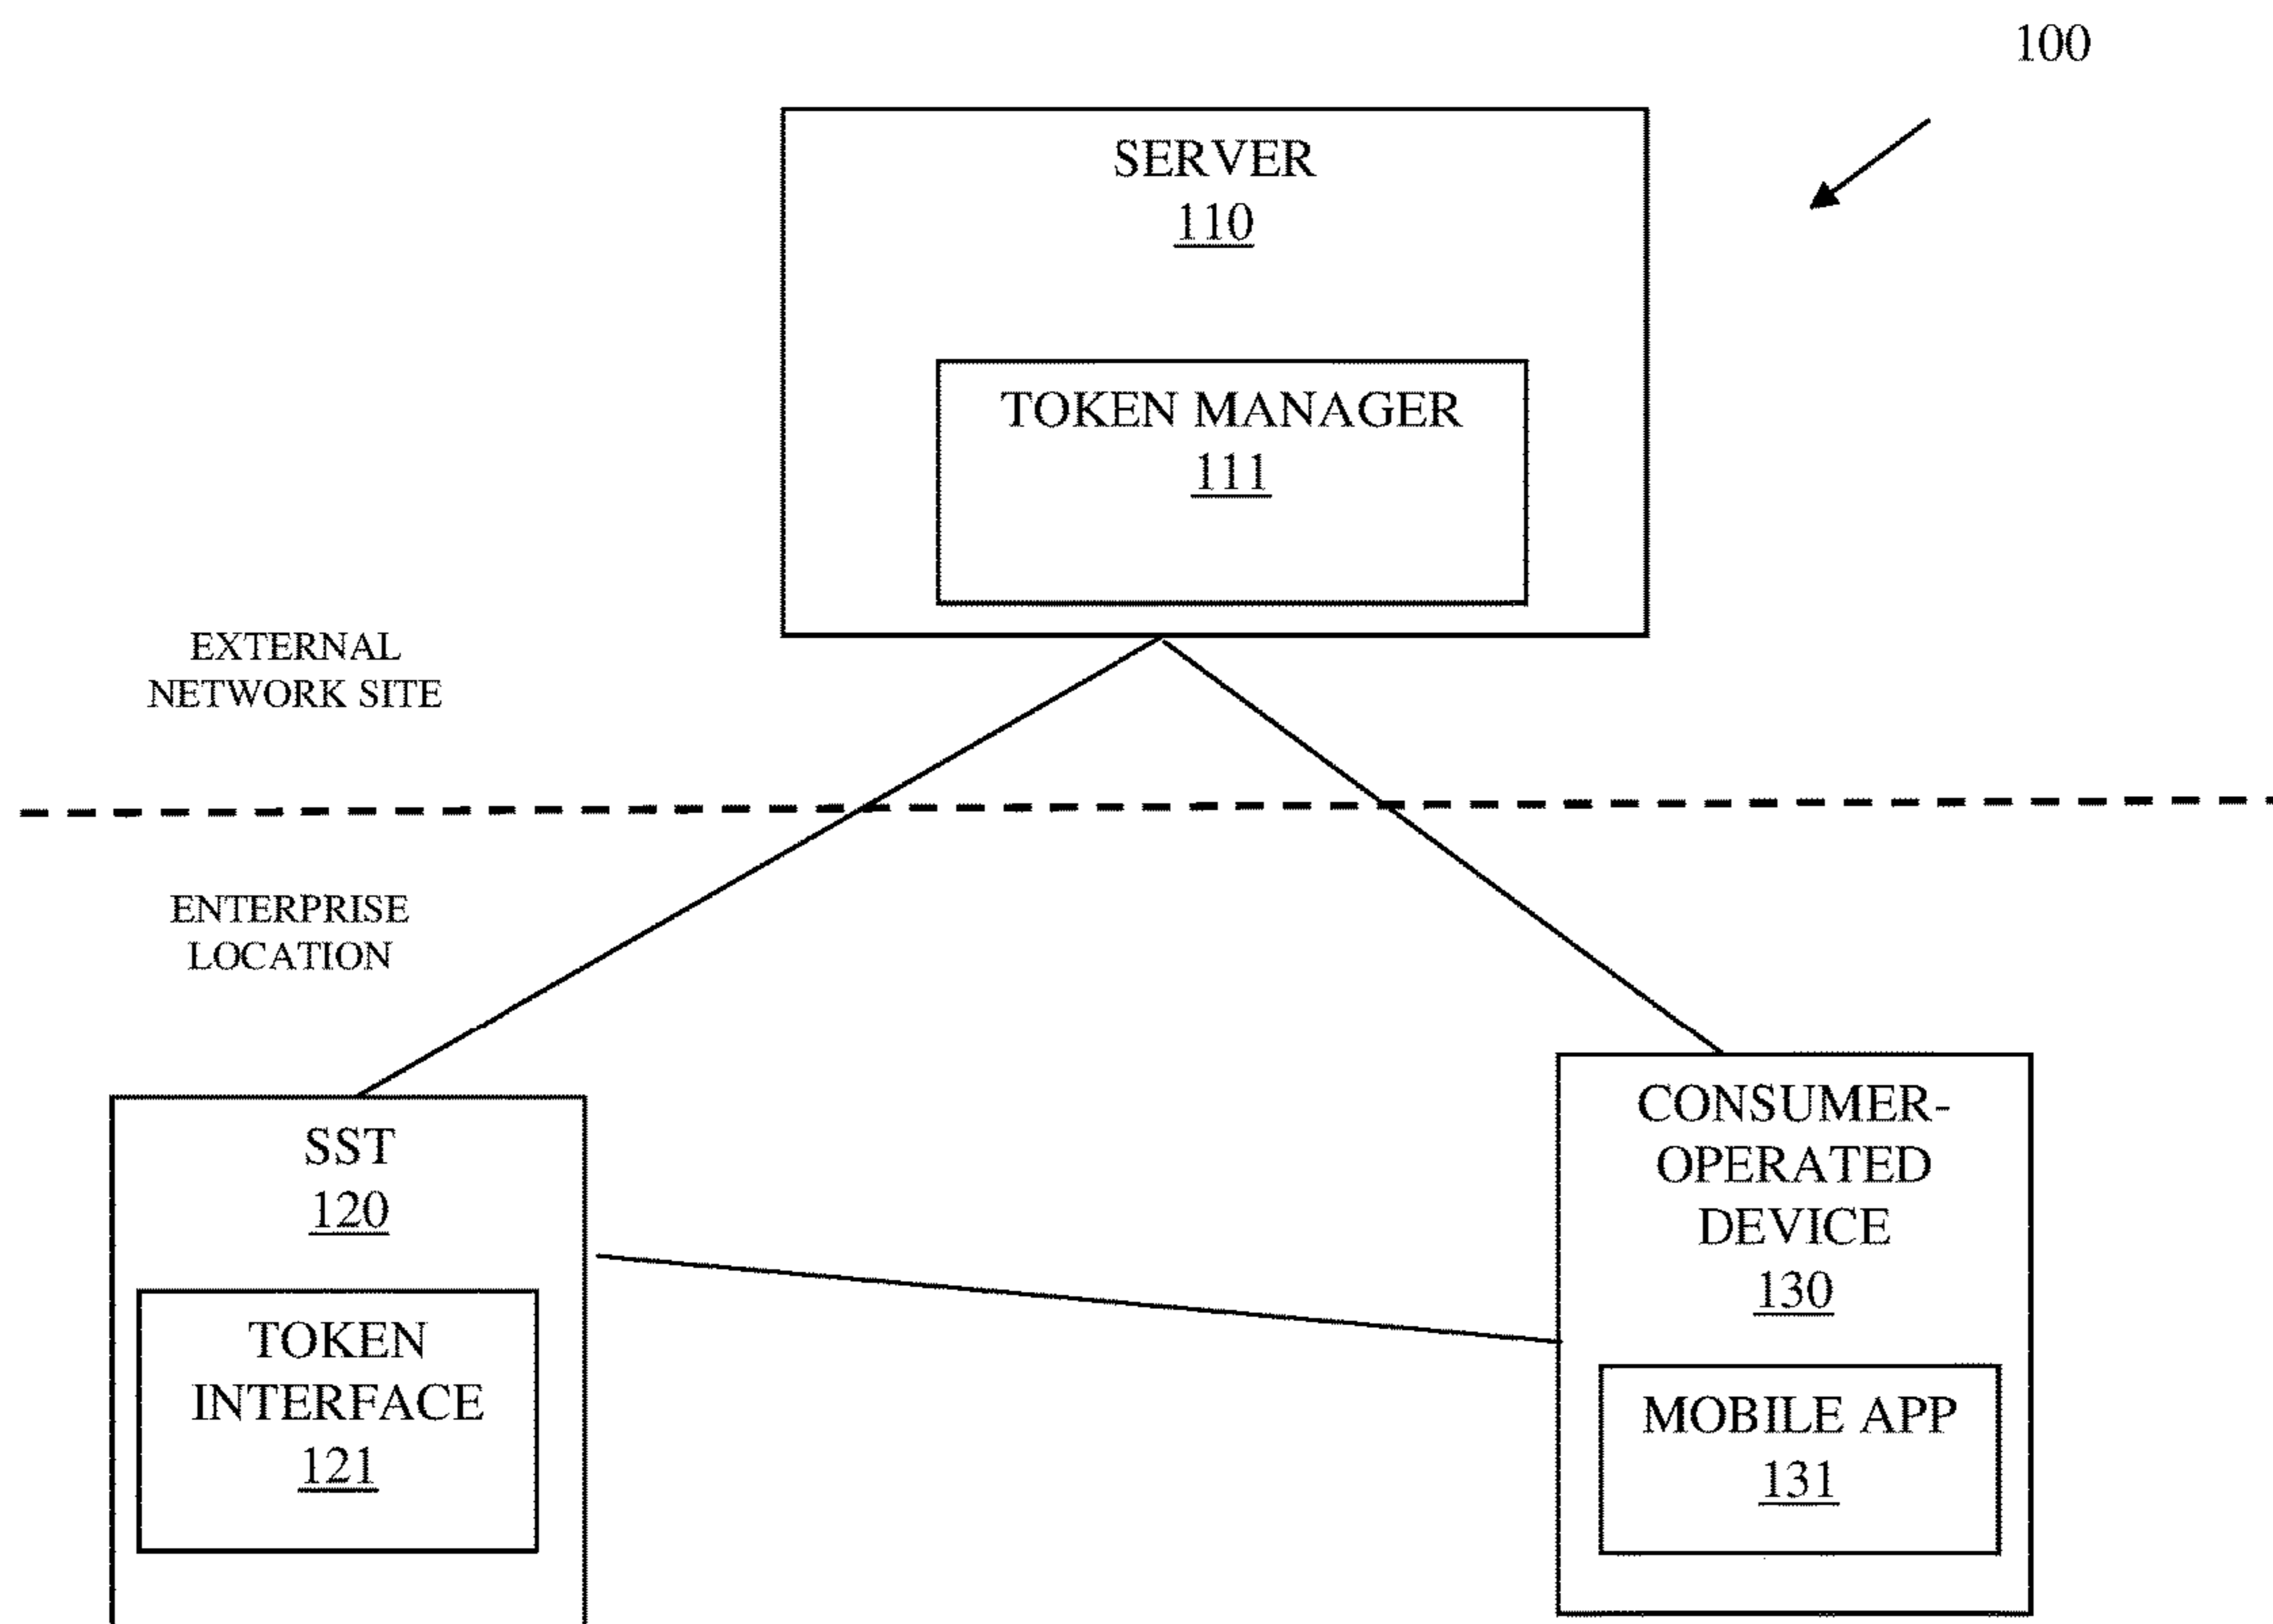 100
SERVER
110
TOKEN MANAGER
111
EXTERNAL
NETWORK SITE
ENTERPRISE
LOCATION
SST
120
TOKEN
INTERFACE
121
CONSUMER-
OPERATED
DEVICE
130
MOBILE APP
131